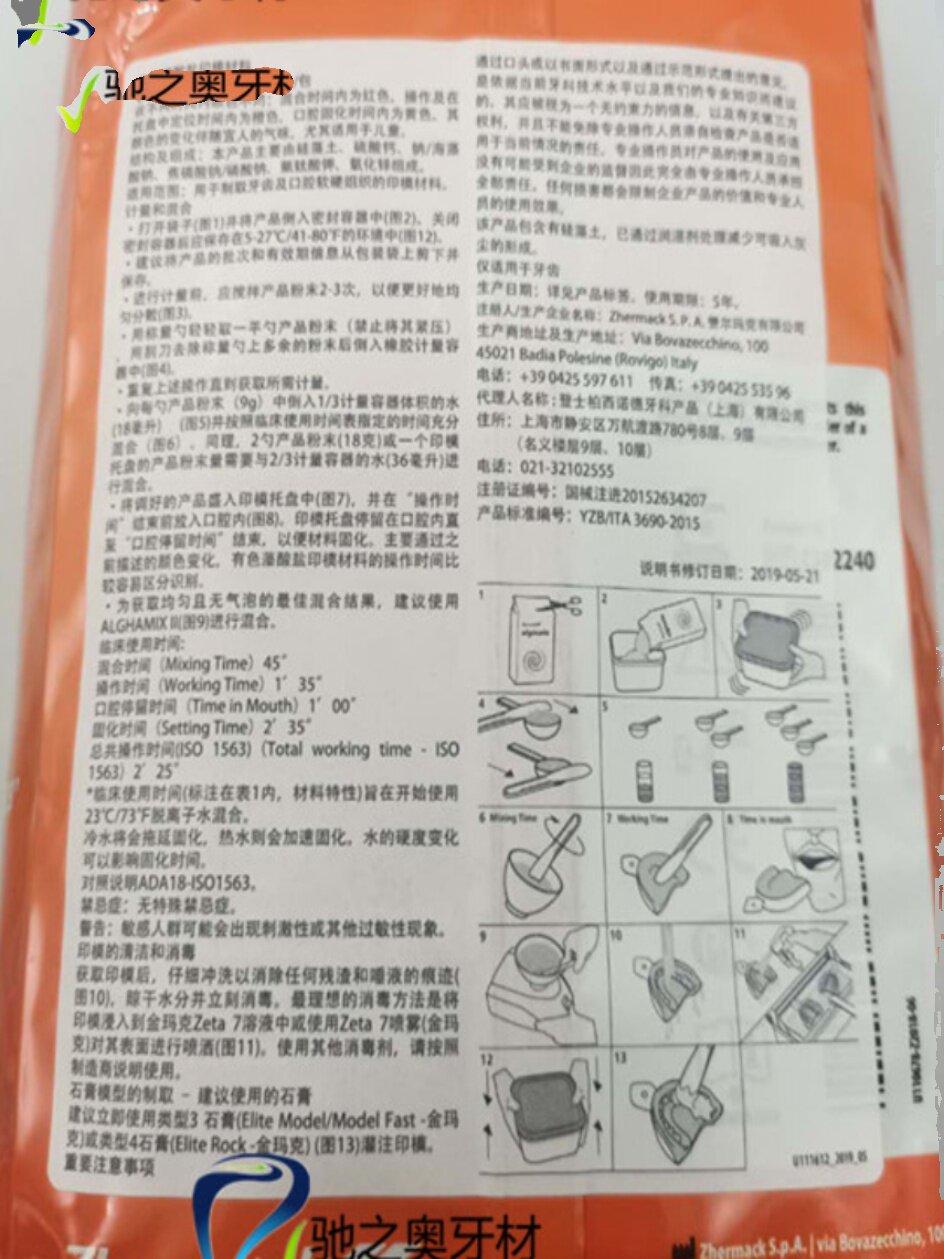 驰之奥牙材
包
混合时间内为红色，操作及在
托盘中定位时间内为橙色，口腔固化时间内为黄色，其
颜色的变化伴随宜人的气味，尤其适用于儿童。
结构及组成：本产品主要由硅藻土、硫酸钙、钠/海藻
酸钠、焦磷酸钠/磷酸钠、氟钛酸钾、氧化锌组成。
适用范围：用于制取牙齿及口腔软硬组织的印模材料。
计量和混合
·打开袋子(图1)并将产品倒入密封容器中(图2)。关闭
密封容器后应保存在5-27℃/41-80℉的环境中(图12)。
·建议将产品的批次和有效期信息从包装袋上剪下并
保存。
·进行计量前，应搅拌产品粉末2-3次，以便更好地均
匀分散(图3)。
·用称量勺轻轻取一平勺产品粉末（禁止将其紧压）
，用刮刀去除称量勺上多余的粉末后倒入橡胶计量容
器中(图4)。
·重复上述操作直到获取所需计量。
·向每勺产品粉末（9g）中倒入1/3计量容器体积的水
(18毫升）(图5)并按照临床使用时间表指定的时间充分
混合（图6）。同理，2勺产品粉末(18克)或一个印模
托盘的产品粉末量需要与2/3计量容器的水(36毫升)进
行混合。
·将调好的产品盛入印模托盘中(图7)，并在“操作时
间”结束前放入口腔内(图8)。印模托盘停留在口腔内直
至“口腔停留时间”结束，以便材料固化。主要通过之
前描述的颜色变化，有色藻酸盐印模材料的操作时间比
较容易区分识别。
·为获取均匀且无气泡的最佳混合结果，建议使用
ALGHAMIX II(图9)进行混合。
临床使用时间:
混合时间（Mixing Time）45"
操作时间（Working Time）1' 35"
口腔停留时间（Time in Mouth）1' 00"
固化时间（Setting Time）2' 35"
总共操作时间(ISO 1563)（Total working time - ISO
1563）2' 25"
*临床使用时间(标注在表1内，材料特性)旨在开始使用
23℃/73℉脱离子水混合。
冷水将会拖延固化，热水则会加速固化，水的硬度变化
可以影响固化时间。
对照说明ADA18-ISO1563。
禁忌症：无特殊禁忌症。
警告：敏感人群可能会出现刺激性或其他过敏性现象。
印模的清洁和消毒
获取印模后，仔细冲洗以消除任何残渣和唾液的痕迹(
图10)，晾干水分并立刻消毒。最理想的消毒方法是将
印模浸入到金玛克Zeta 7溶液中或使用Zeta 7喷雾(金玛
克)对其表面进行喷洒(图11)。使用其他消毒剂，请按照
制造商说明使用。
石膏模型的制取 - 建议使用的石膏
建议立即使用类型3 石膏(Elite Model/Model Fast -金玛
克)或类型4石膏(Elite Rock -金玛克) (图13)灌注印模。
重要注意事项
通过口头或以书面形式以及通过示范形式提出的意见，
是依据当前牙科技术水平以及我们的专业知识所建议
的，其应被视为一个无约束力的信息，以及有关第三方
权利，并且不能免除专业操作人员亲自检查产品是否适
用于当前情况的责任。专业操作员对产品的使用及应用
没有可能受到企业的监督因此完全由专业操作人员承担
全部责任。任何损害都会限制企业产品的价值和专业人
员的使用效果。
该产品包含有硅藻土，已通过润滑剂处理减少可吸入灰
尘的形成。
仅适用于牙齿
生产日期：详见产品标签，使用期限：5年。
注册人/生产企业名称：Zhermack S.P.A. 赞尔玛克有限公司
生产商地址及生产地址：Via Bovazecchino, 100
45021 Badia Polesine (Rovigo) Italy
电话：+39 0425 597 611 传真：+39 0425 535 96
代理人名称：登士柏西诺德牙科产品（上海）有限公司
住所：上海市静安区万航渡路780号8层、9层
（名义楼层9层、10层）
电话：021-32102555
注册证编号：国械注进20152634207
产品标准编号：YZB/ITA 3690-2015
说明书修订日期：2019-05-21
this
of a
2240
1 2 3
alginate
4 5
6 Mixing Time 7 Working Time 8 Time in mouth
9 10 11
12 13
U111612_2019_05
驰之奥牙材
Zhermack S.p.A. | via Bovazecchino, 100